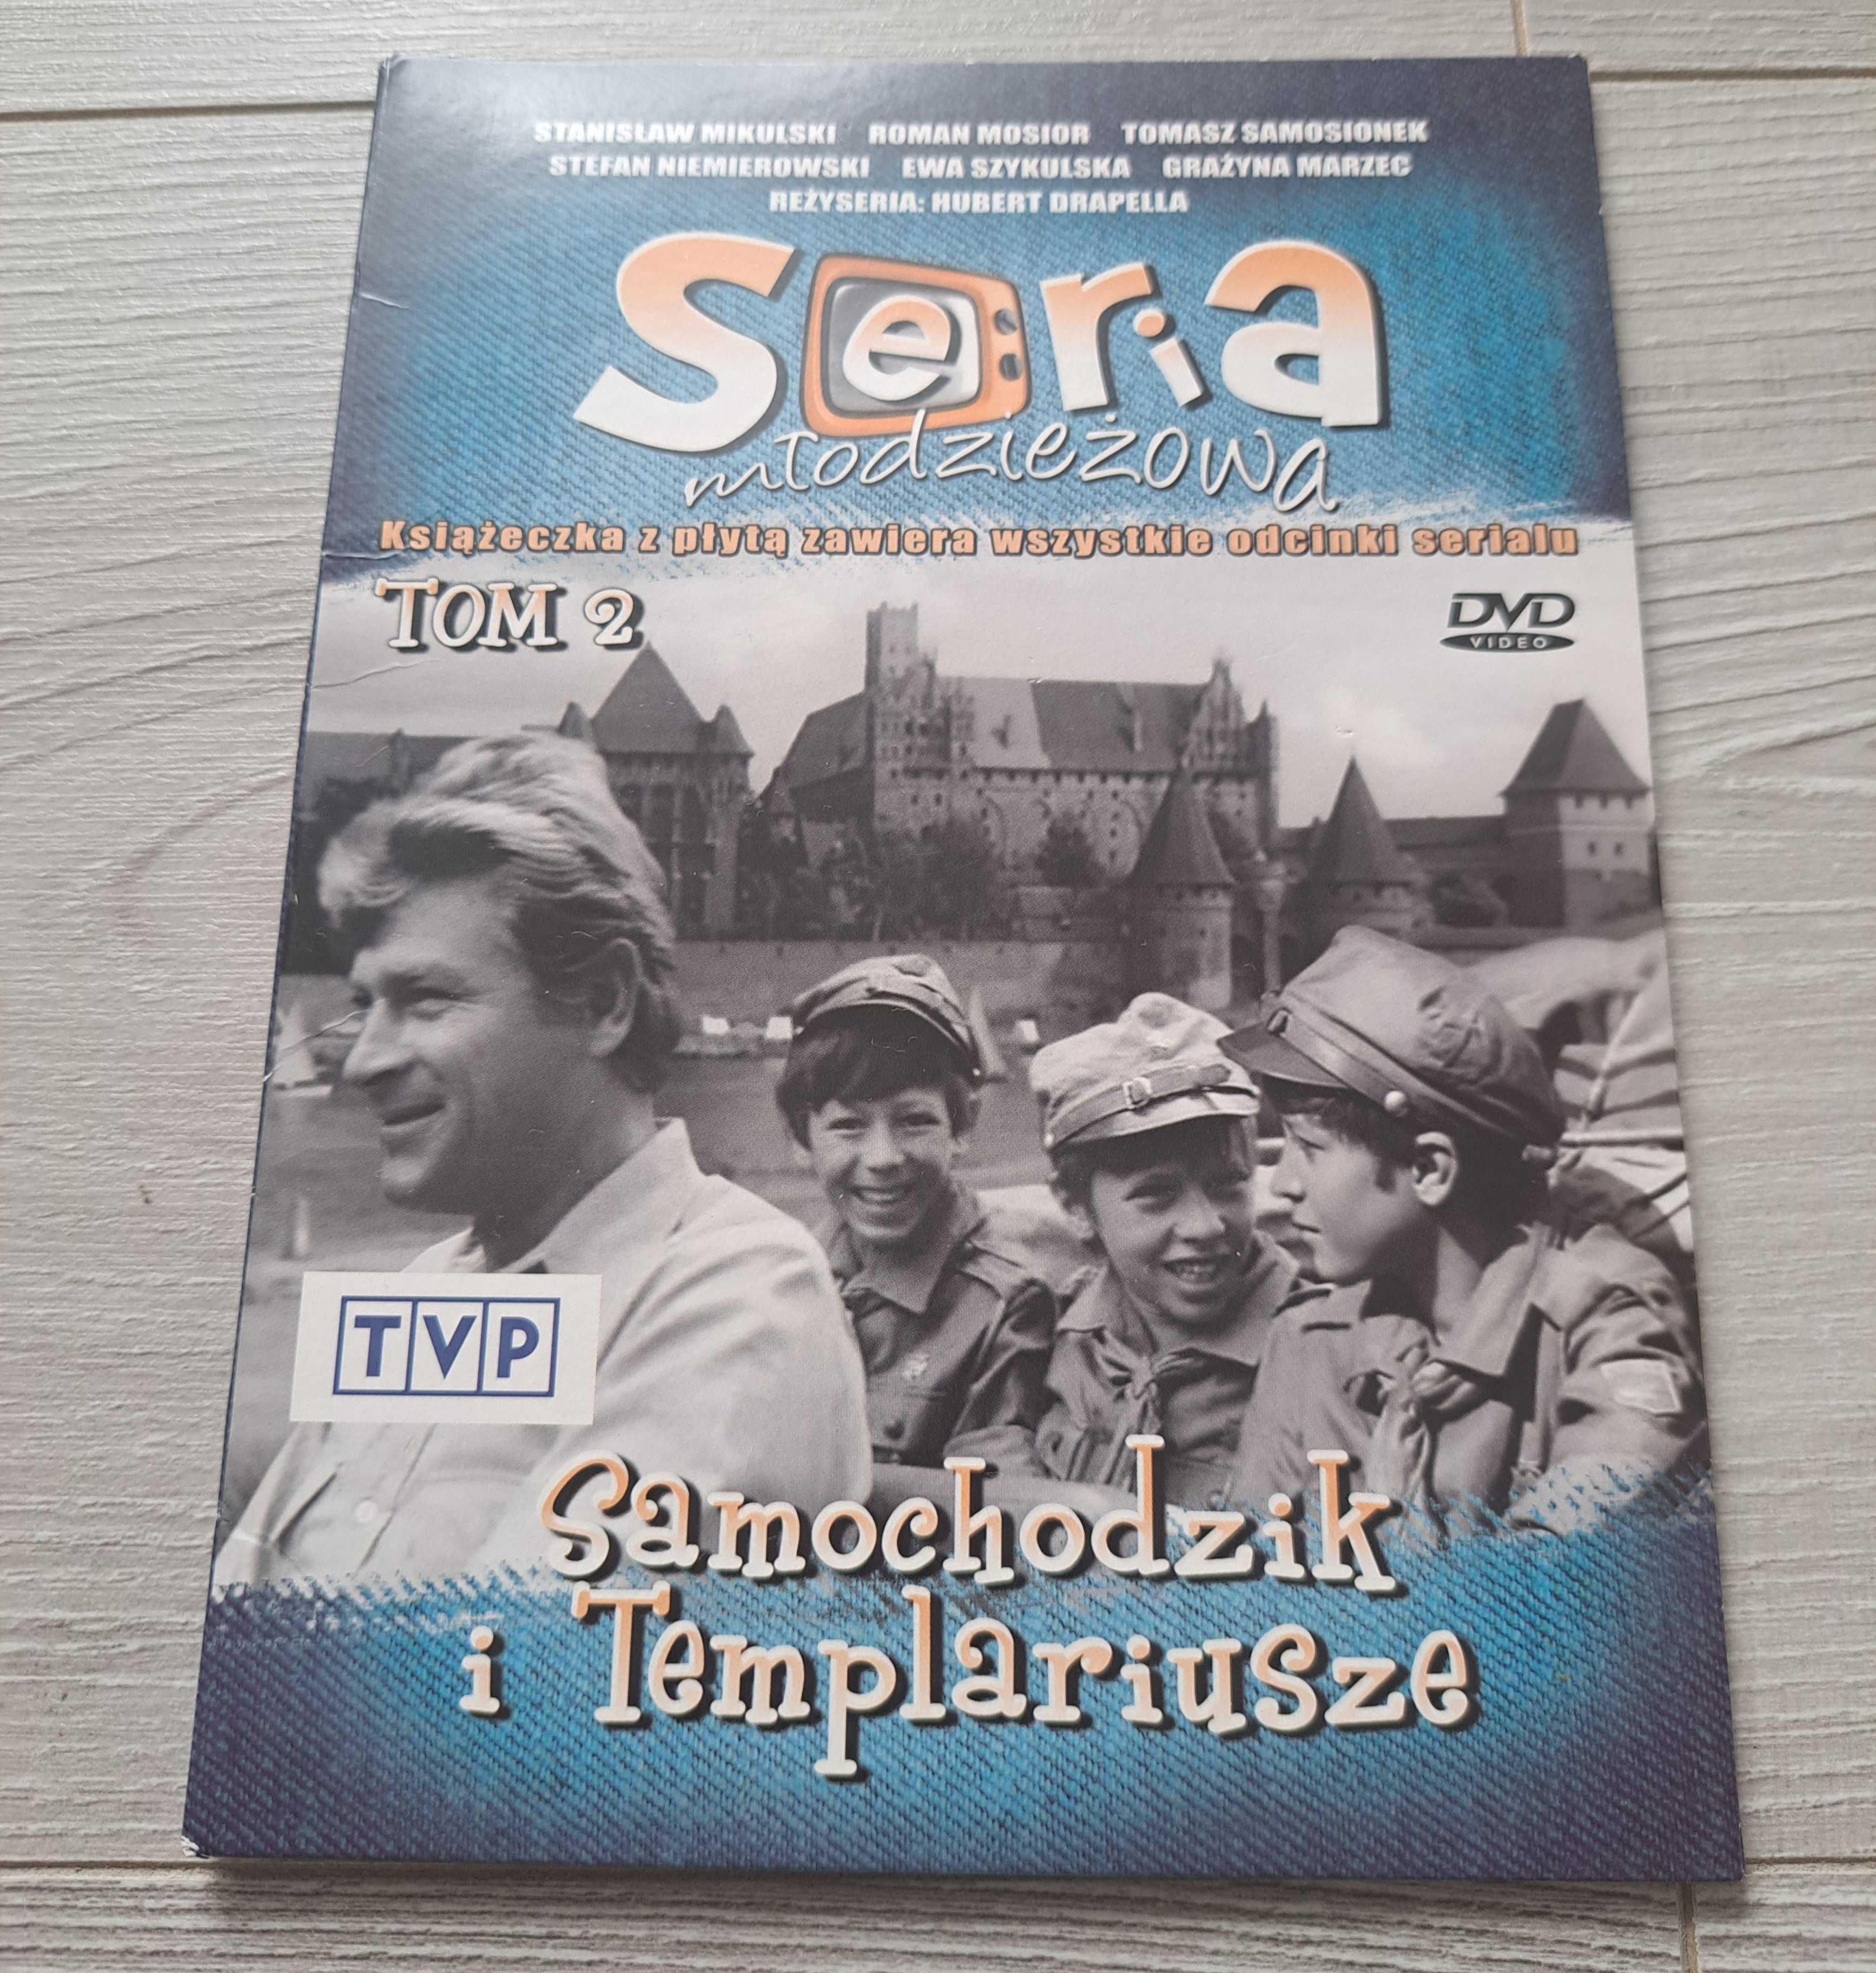 STANISŁAW MIKULSKI ROMAN MOSIOR TOMASZ SAMOSIONEK
STEFAN NIEMIEROWSKI EWA SZYKULSKA GRAŻYNA MARZEC
REŻYSERIA: HUBERT DRAPELLA
Seria
młodzieżowa
Książeczka z płytą zawiera wszystkie odcinki serialu
TOM 2
DVD
VIDEO
TVP
Samochodzik
i Templariusze